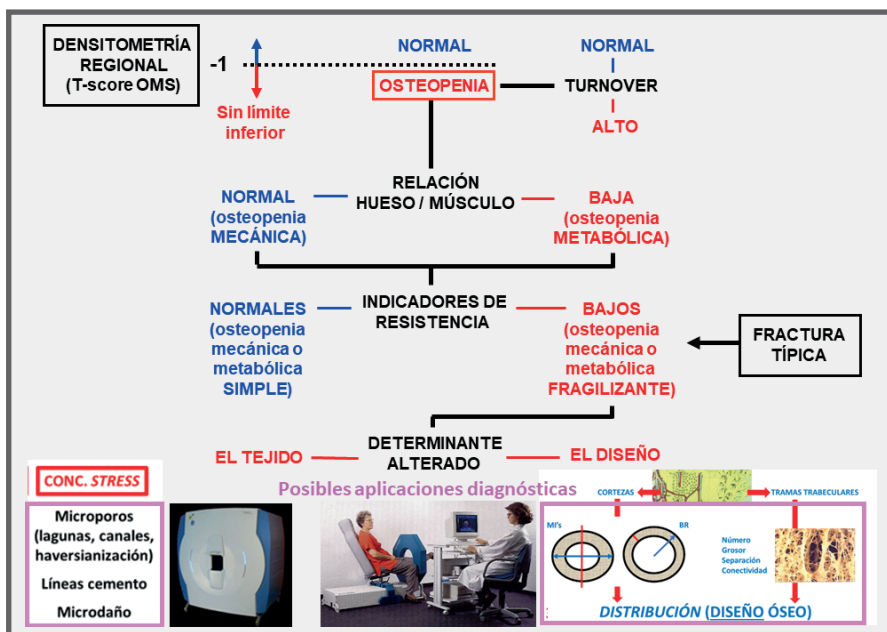 DENSITOMETRÍA
REGIONAL
(T-score OMS)
-1
Sin límite
inferior
NORMAL
OSTEOPENIA
NORMAL
TURNOVER
ALTO
RELACIÓN
HUESO / MÚSCULO
NORMAL
(osteopenia
MECÁNICA)
BAJA
(osteopenia
METABÓLICA)
INDICADORES DE
RESISTENCIA
NORMALES
(osteopenia
mecánica o
metabólica
SIMPLE)
BAJOS
(osteopenia
mecánica o
metabólica
FRAGILIZANTE)
FRACTURA
TÍPICA
DETERMINANTE
ALTERADO
EL TEJIDO
EL DISEÑO
CONC. STRESS
Posibles aplicaciones diagnósticas
CORTEZAS
TRAMAS TRABECULARES
Microporos
(lagunas, canales,
haversianización)
Líneas cemento
Microdaño
MI's
BR
Número
Grosor
Separación
Conectividad
DISTRIBUCIÓN (DISEÑO ÓSEO)